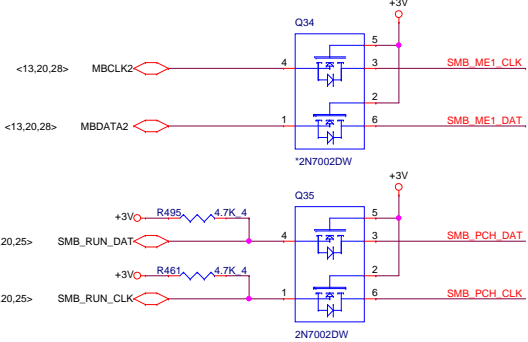 +3V
Q34
5
<13,20,28> MBCLK2 4 3 SMB_ME1_CLK
2
<13,20,28> MBDATA2 1 6 SMB_ME1_DAT
*2N7002DW
+3V
Q35
+3V R495 4.7K_4 5
20,25> SMB_RUN_DAT 4 3 SMB_PCH_DAT
+3V R461 4.7K_4 2
20,25> SMB_RUN_CLK 1 6 SMB_PCH_CLK
2N7002DW